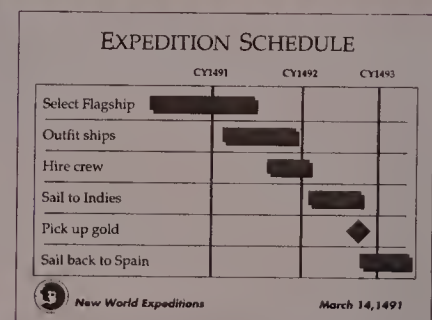 EXPEDITION SCHEDULE
CY1491 CY1492 CY1493
Select Flagship
Outfit ships
Hire crew
Sail to Indies
Pick up gold
Sail back to Spain
New World Expeditions March 14, 1491